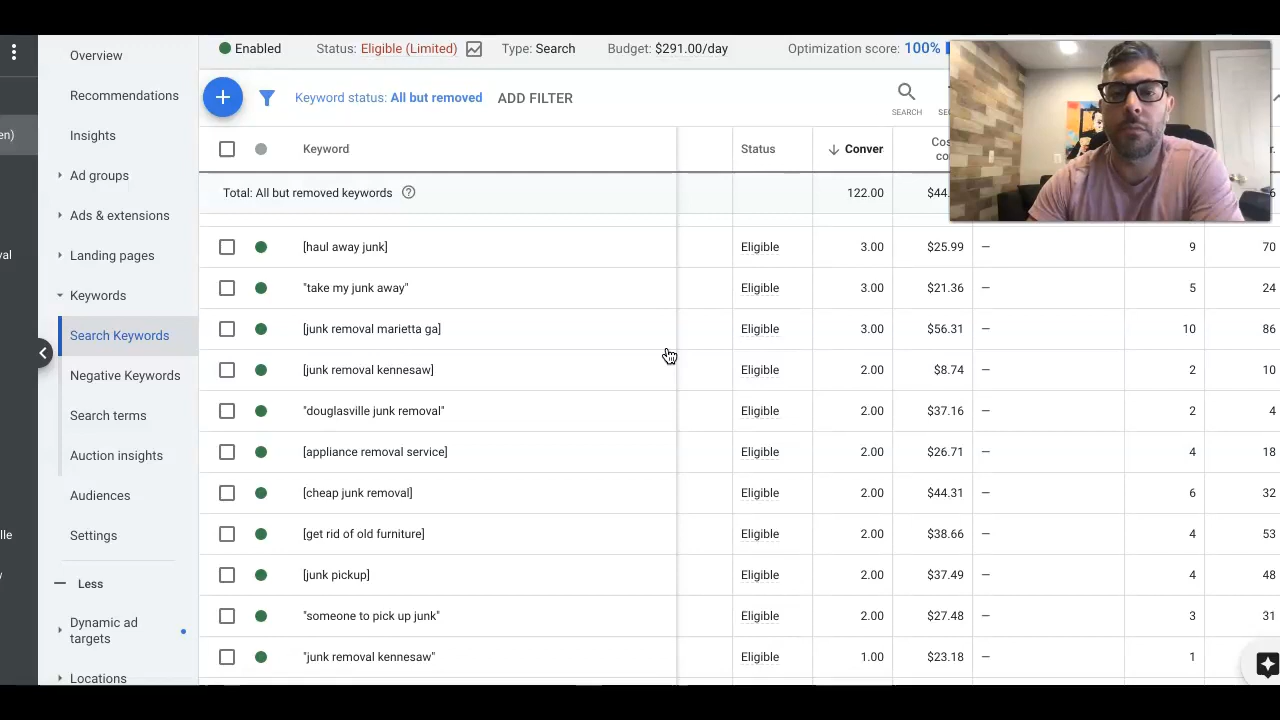 Overview
Recommendations
Insights
Ad groups
Ads & extensions
Landing pages
Keywords
Search Keywords
Negative Keywords
Search terms
Auction insights
Audiences
Settings
Less
Dynamic ad
targets
Locations
Enabled Status: Eligible (Limited) Type: Search Budget: $291.00/day Optimization score: 100%
Keyword status: All but removed ADD FILTER
SEARCH
Keyword Status Conver
Total: All but removed keywords 122.00 $44.
[haul away junk] Eligible 3.00 $25.99 – 9 70
"take my junk away" Eligible 3.00 $21.36 – 5 24
[junk removal marietta ga] Eligible 3.00 $56.31 – 10 86
[junk removal kennesaw] Eligible 2.00 $8.74 – 2 10
"douglasville junk removal" Eligible 2.00 $37.16 – 2 4
[appliance removal service] Eligible 2.00 $26.71 – 4 18
[cheap junk removal] Eligible 2.00 $44.31 – 6 32
[get rid of old furniture] Eligible 2.00 $38.66 – 4 53
[junk pickup] Eligible 2.00 $37.49 – 4 48
"someone to pick up junk" Eligible 2.00 $27.48 – 3 31
"junk removal kennesaw" Eligible 1.00 $23.18 – 1